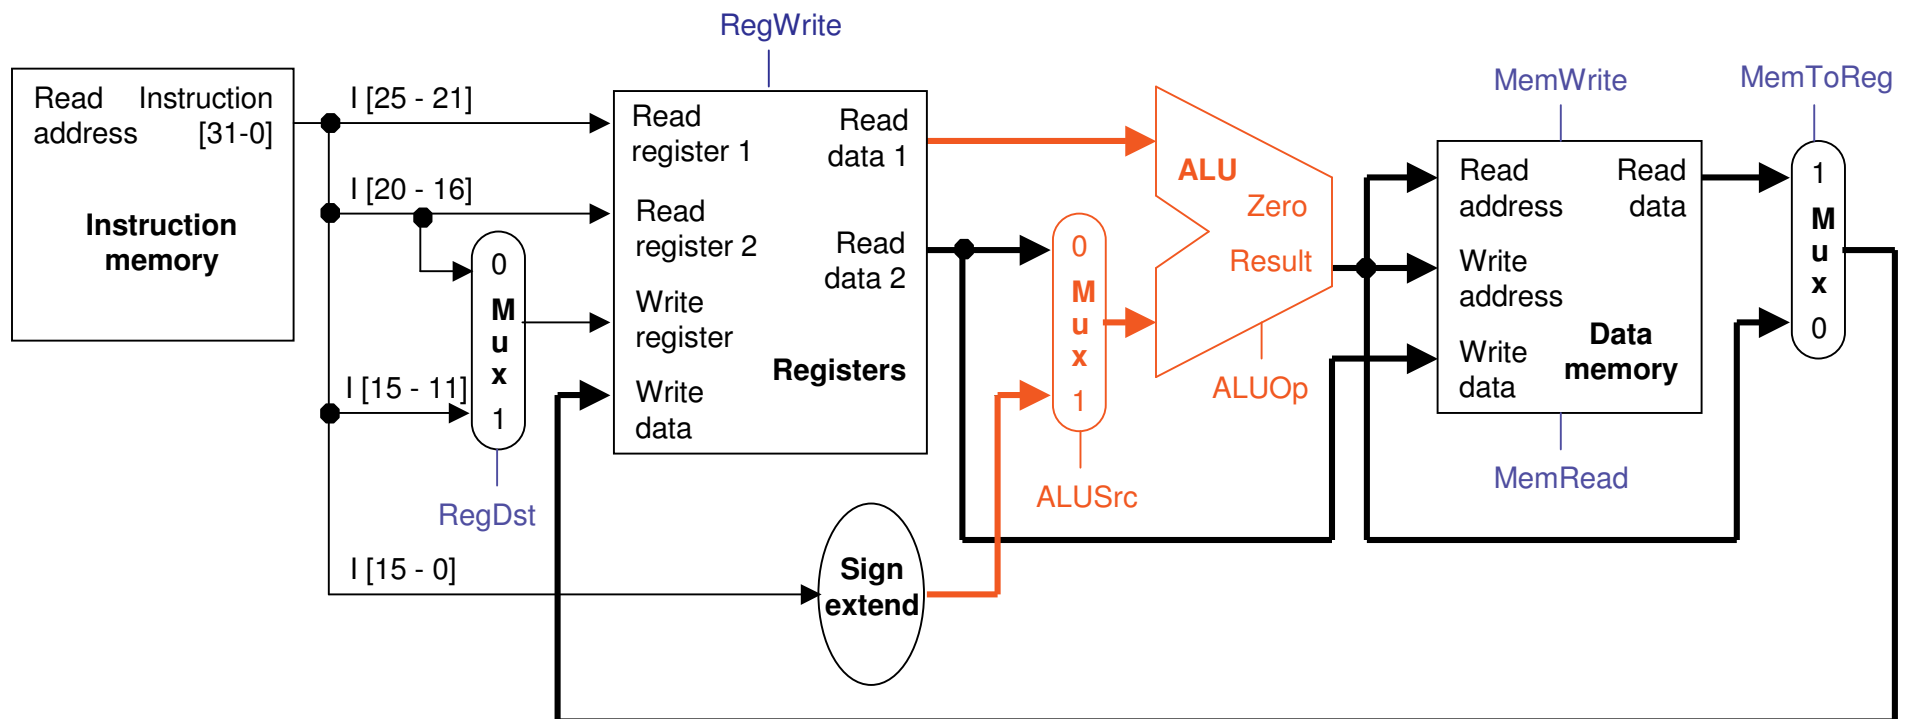 RegWrite
MemWrite
MemToReg
Read address
Instruction [31-0]
Instruction memory
I [25 - 21]
I [20 - 16]
I [15 - 11]
I [15 - 0]
0
M
u
x
1
RegDst
Read
register 1
Read
register 2
Write
register
Write
data
Read
data 1
Read
data 2
Registers
Sign
extend
0
M
u
x
1
ALUSrc
ALU
Zero
Result
ALUOp
Read
address
Write
address
Write
data
Read
data
Data
memory
MemRead
1
M
u
x
0